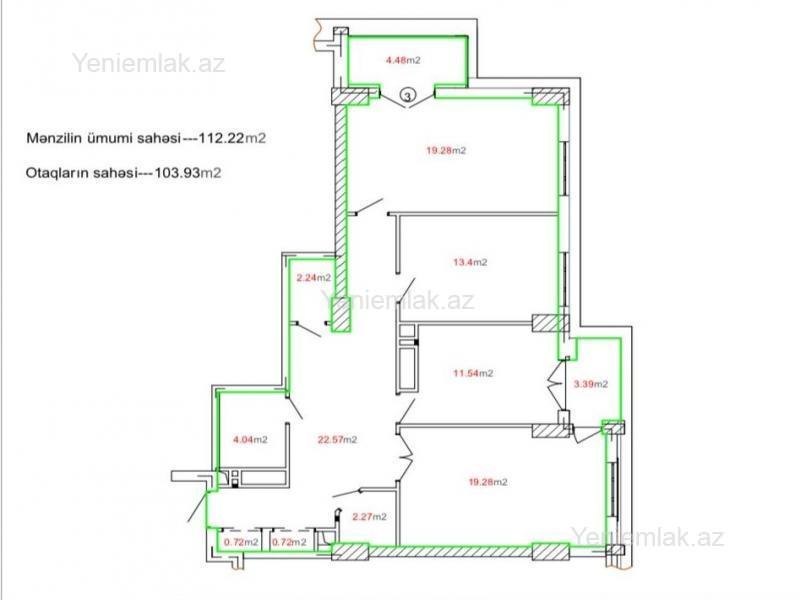 Yeniemlak.az
4.48m2
3
Mənzilin ümumi sahəsi---112.22m2
19.28m2
Otaqların sahəsi---103.93m2
13.4m2
2.24m2
Yeniemlak.az
11.54m2
3.39m2
4.04m2
22.57m2
19.28m2
2.27m2
Yeniemlak.az
0.72m2
0.72m2